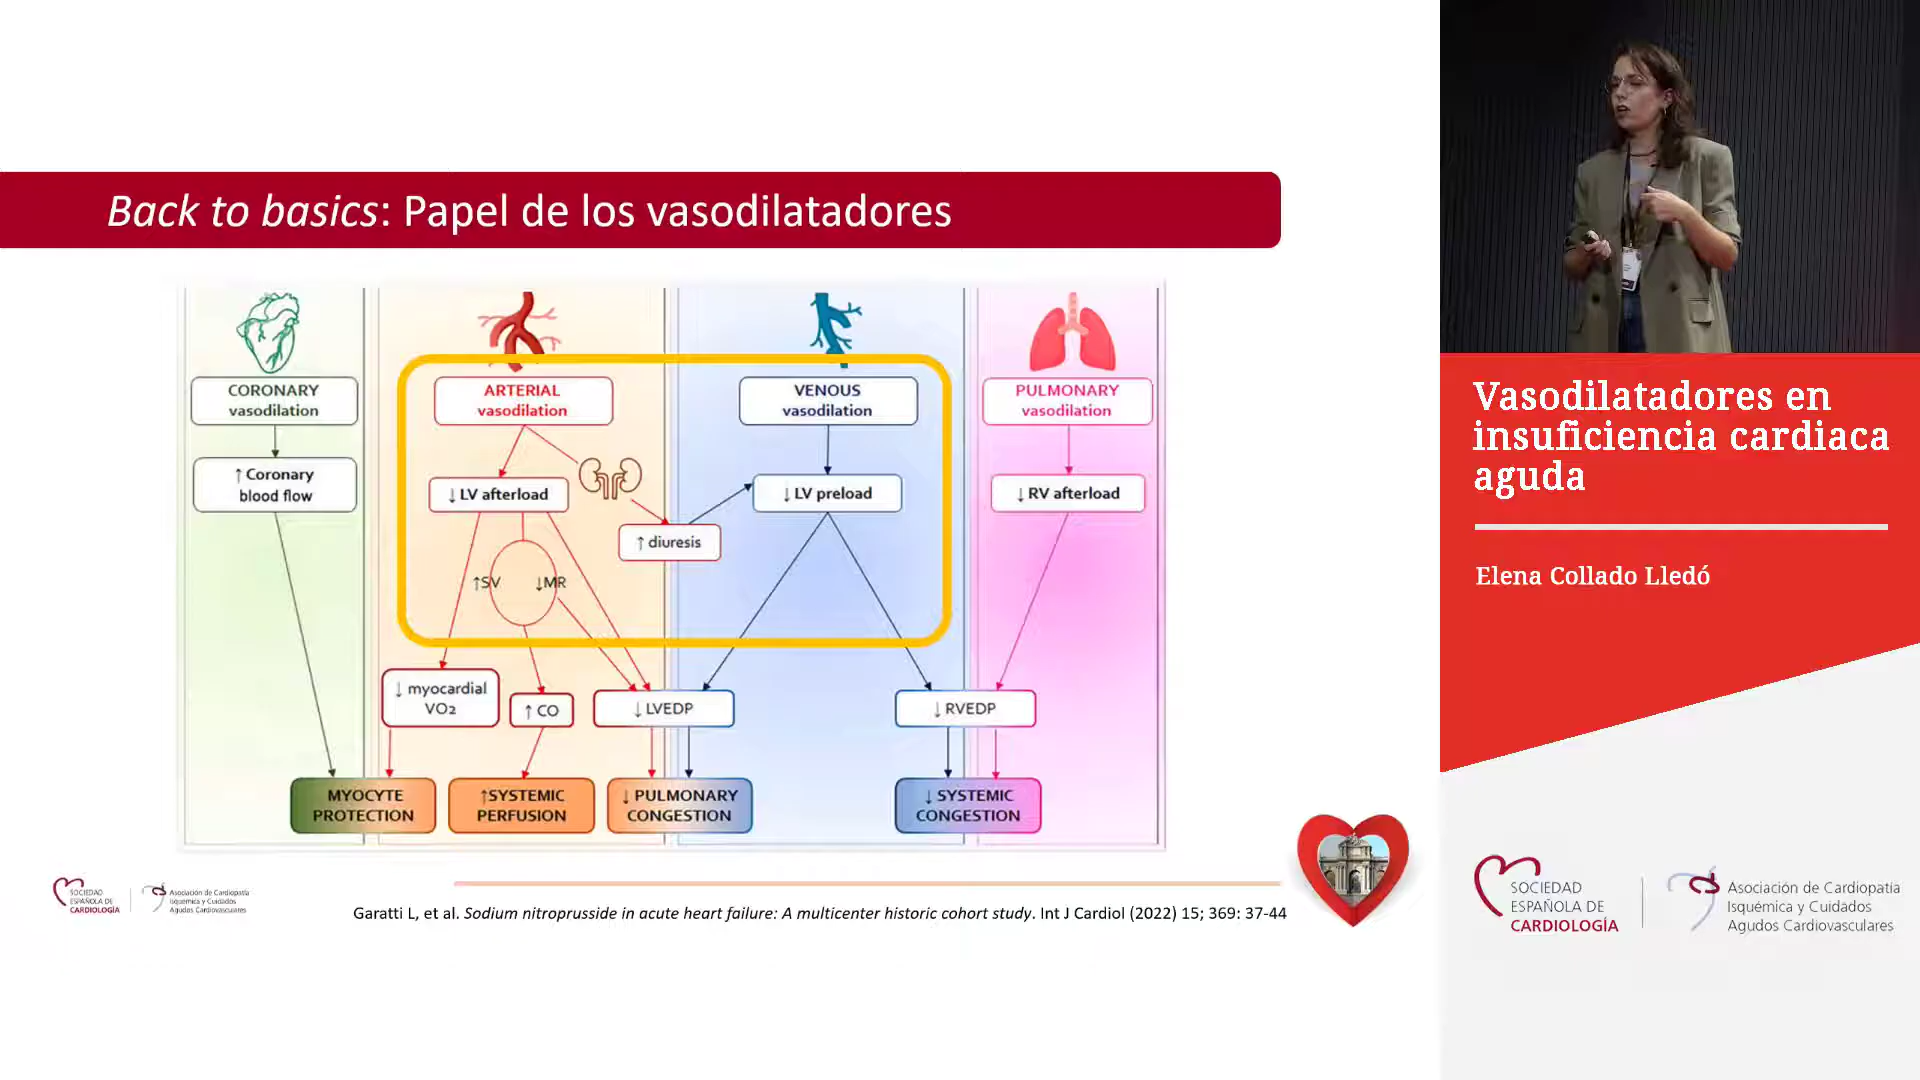 Back to basics: Papel de los vasodilatadores
CORONARY
vasodilation
↑ Coronary
blood flow
ARTERIAL
vasodilation
↓ LV afterload
↑ diuresis
↑SV
↓MR
VENOUS
vasodilation
↓ LV preload
PULMONARY
vasodilation
↓ RV afterload
↓ myocardial
VO2
↑ CO
↓ LVEDP
↓ RVEDP
MYOCYTE
PROTECTION
↑SYSTEMIC
PERFUSION
↓ PULMONARY
CONGESTION
↓ SYSTEMIC
CONGESTION
SOCIEDAD
ESPAÑOLA DE
CARDIOLOGÍA
Asociación de Cardiopatía
Isquémica y Cuidados
Agudos Cardiovasculares
Garatti L, et al. Sodium nitroprusside in acute heart failure: A multicenter historic cohort study. Int J Cardiol (2022) 15; 369: 37-44
Vasodilatadores en
insuficiencia cardiaca
aguda
Elena Collado Lledó
SOCIEDAD
ESPAÑOLA DE
CARDIOLOGÍA
Asociación de Cardiopatía
Isquémica y Cuidados
Agudos Cardiovasculares